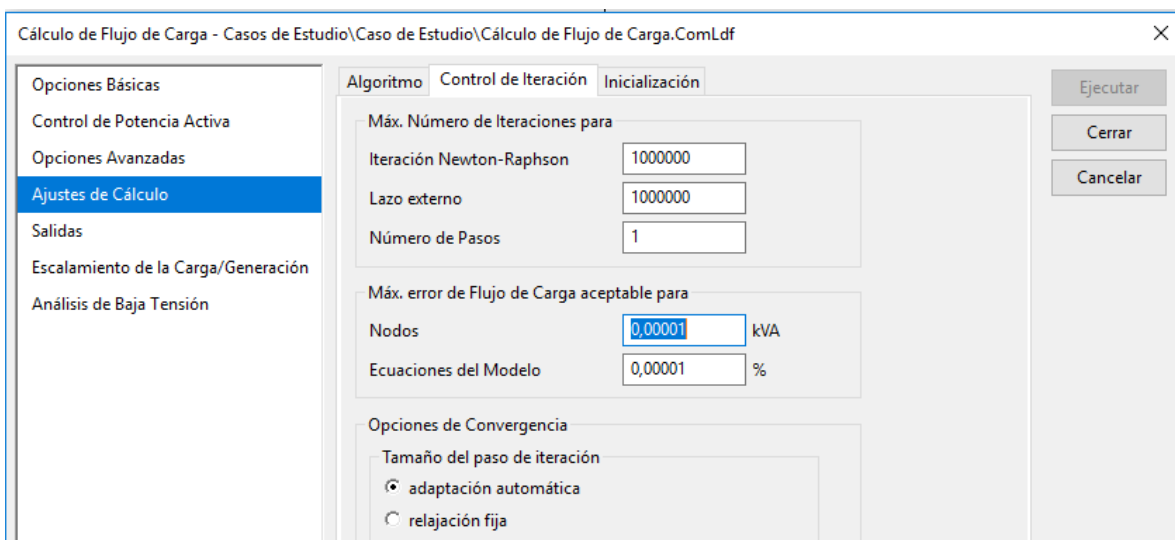 Cálculo de Flujo de Carga - Casos de Estudio\Caso de Estudio\Cálculo de Flujo de Carga.ComLdf
Opciones Básicas
Control de Potencia Activa
Opciones Avanzadas
Ajustes de Cálculo
Salidas
Escalamiento de la Carga/Generación
Análisis de Baja Tensión
Algoritmo Control de Iteración Inicialización
Máx. Número de Iteraciones para
Iteración Newton-Raphson 1000000
Lazo externo 1000000
Número de Pasos 1
Máx. error de Flujo de Carga aceptable para
Nodos 0,00001 kVA
Ecuaciones del Modelo 0,00001 %
Opciones de Convergencia
Tamaño del paso de iteración
adaptación automática
relajación fija
Ejecutar
Cerrar
Cancelar